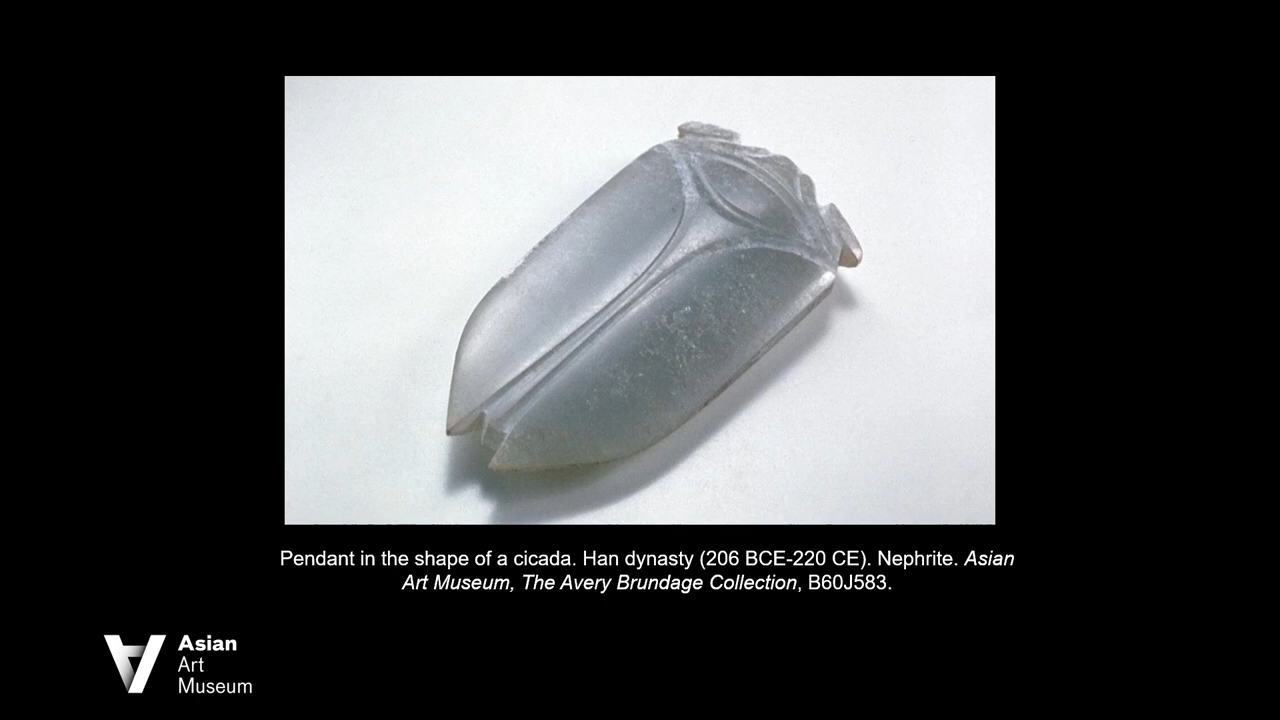 Pendant in the shape of a cicada. Han dynasty (206 BCE-220 CE). Nephrite. Asian
Art Museum, The Avery Brundage Collection, B60J583.
Asian
Art
Museum